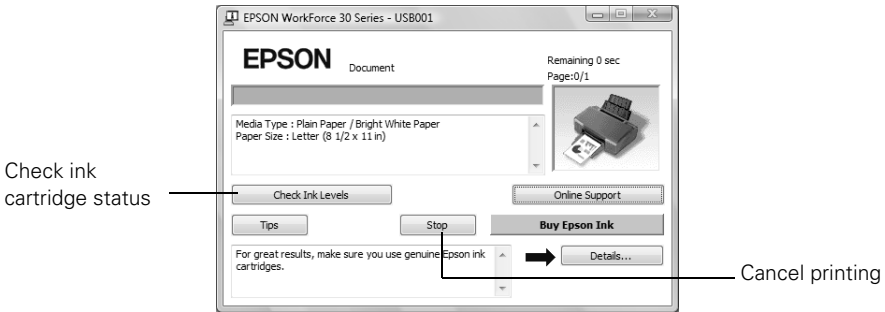 EPSON WorkForce 30 Series - USB001
EPSON
Document
Remaining 0 sec
Page:0/1
Media Type : Plain Paper / Bright White Paper
Paper Size : Letter (8 1/2 x 11 in)
Check ink
cartridge status
Check Ink Levels
Online Support
Tips
Stop
Buy Epson Ink
For great results, make sure you use genuine Epson ink
cartridges.
Details...
Cancel printing